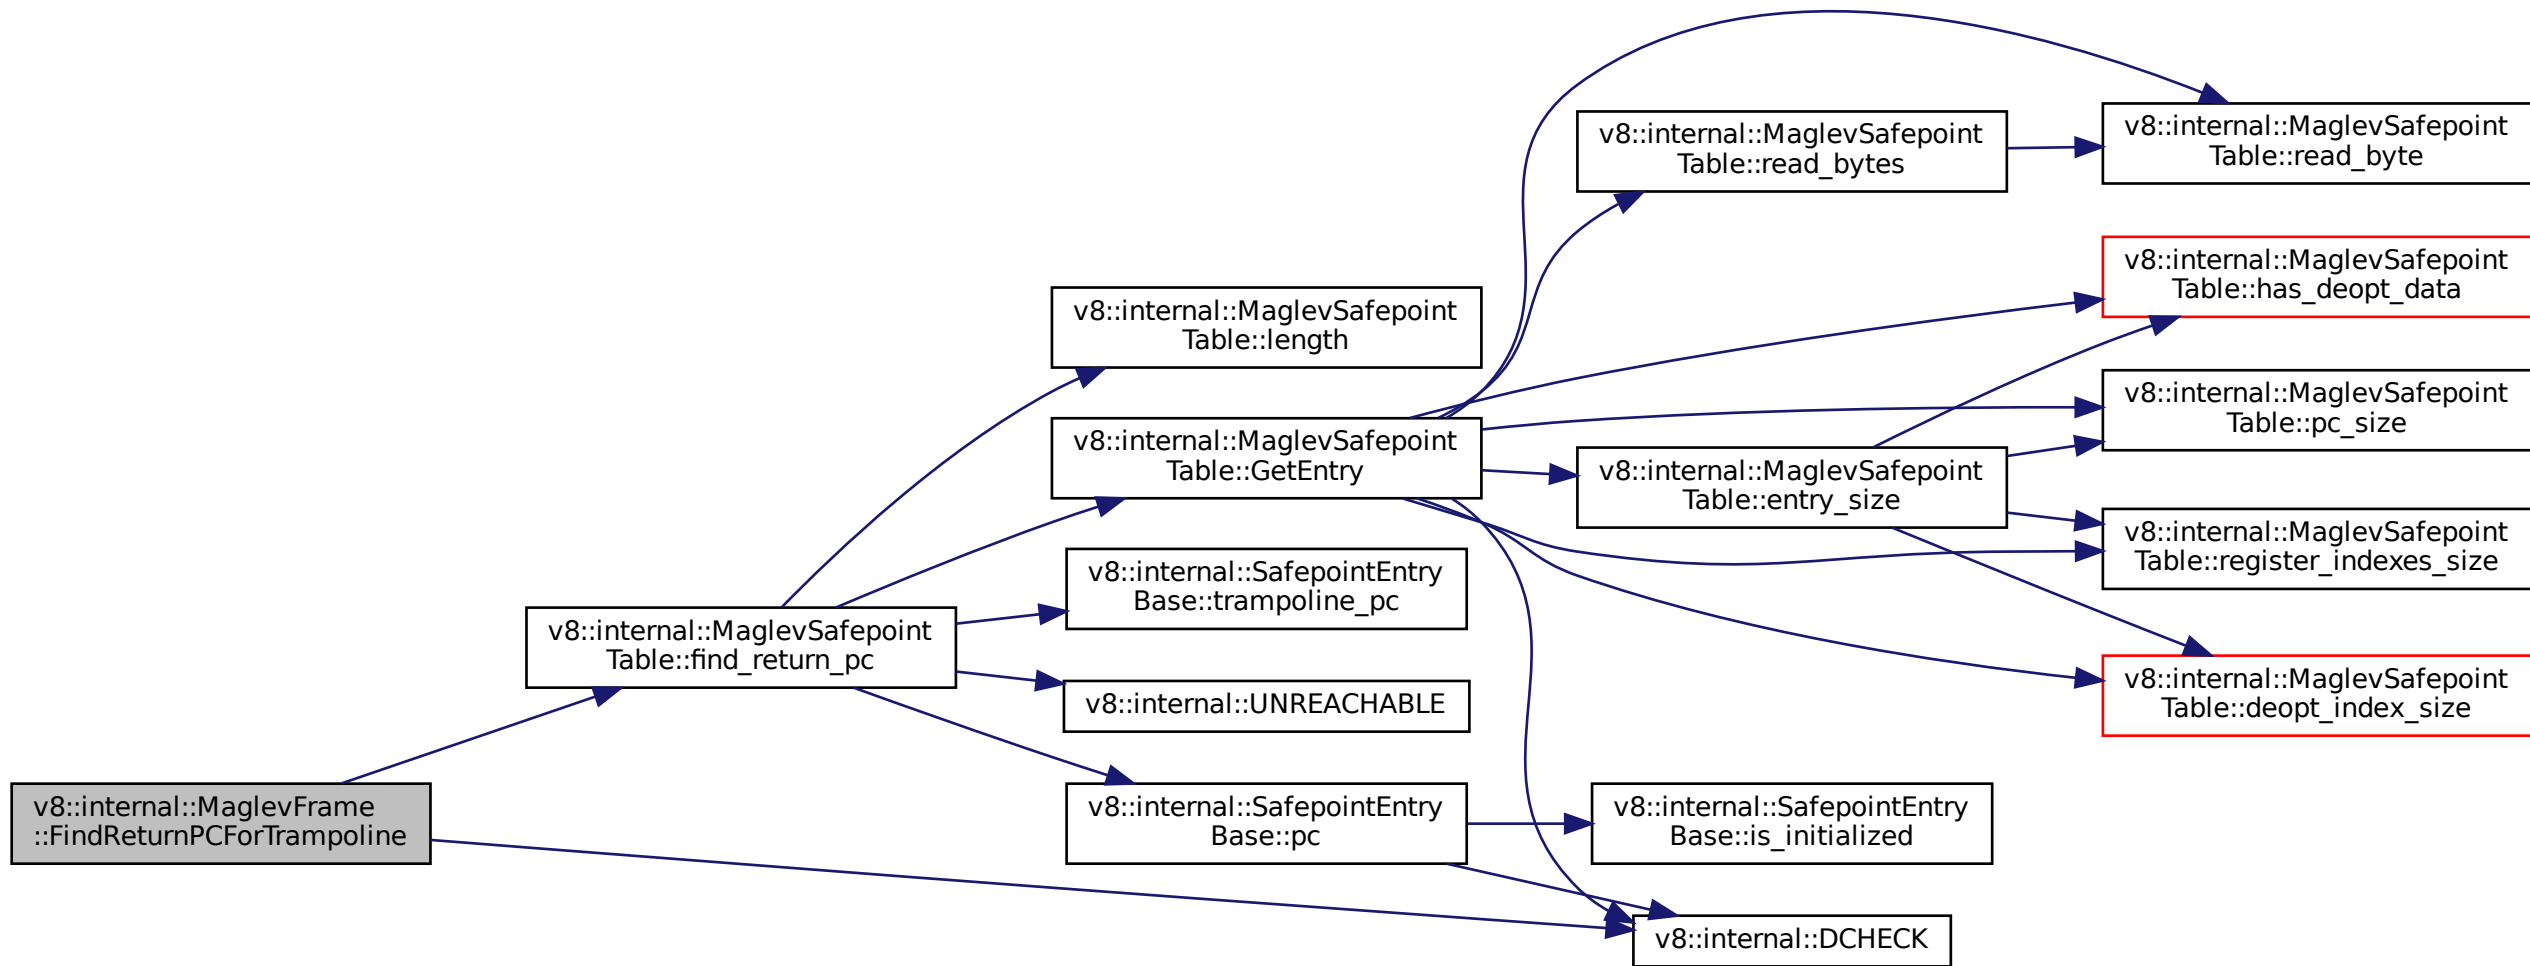 v8::internal::MaglevFrame
::FindReturnPCForTrampoline
v8::internal::MaglevSafepoint
Table::find_return_pc
v8::internal::MaglevSafepoint
Table::length
v8::internal::MaglevSafepoint
Table::GetEntry
v8::internal::SafepointEntry
Base::trampoline_pc
v8::internal::UNREACHABLE
v8::internal::SafepointEntry
Base::pc
v8::internal::MaglevSafepoint
Table::read_bytes
v8::internal::MaglevSafepoint
Table::entry_size
v8::internal::SafepointEntry
Base::is_initialized
v8::internal::DCHECK
v8::internal::MaglevSafepoint
Table::read_byte
v8::internal::MaglevSafepoint
Table::has_deopt_data
v8::internal::MaglevSafepoint
Table::pc_size
v8::internal::MaglevSafepoint
Table::register_indexes_size
v8::internal::MaglevSafepoint
Table::deopt_index_size